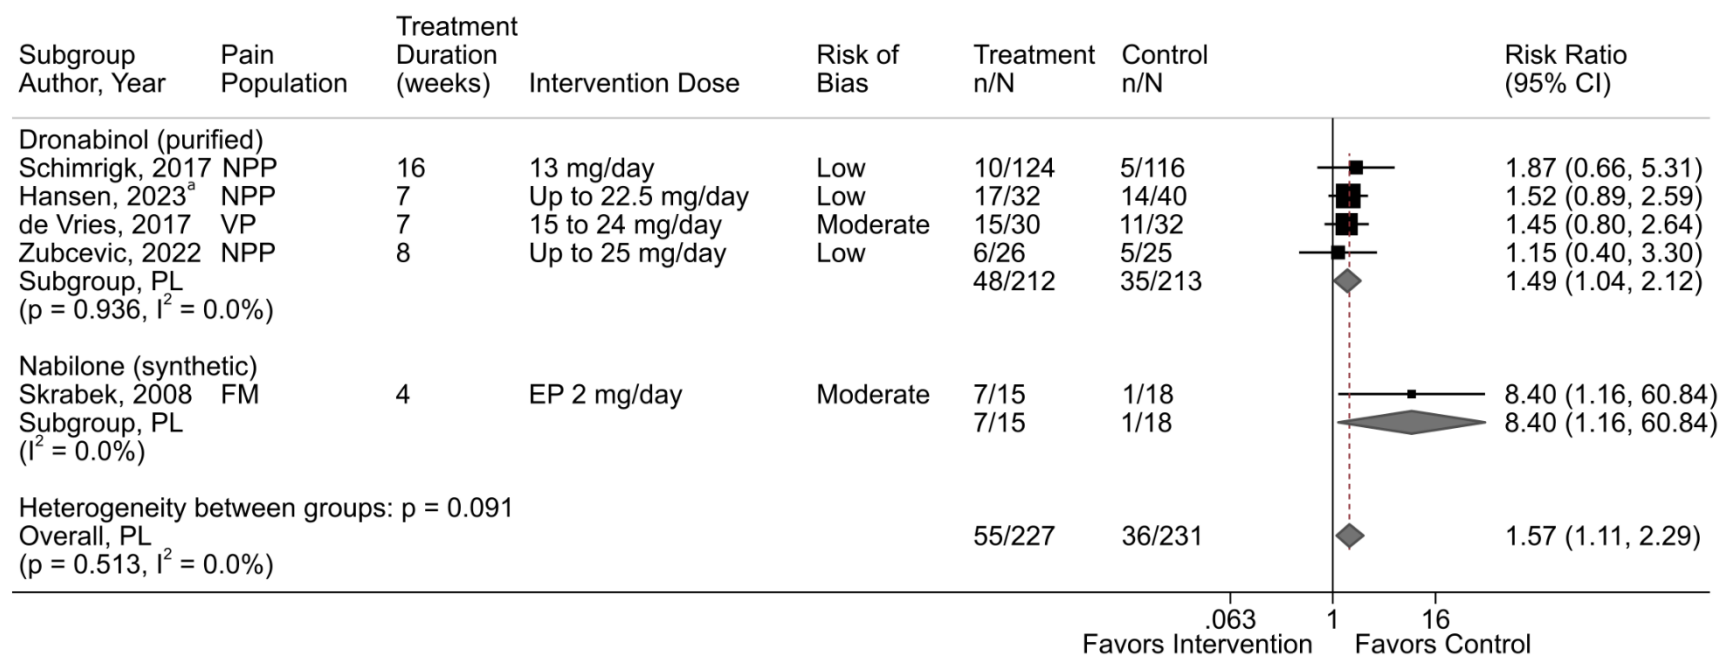 Subgroup Author, Year Pain Population Treatment Duration (weeks) Intervention Dose Risk of Bias Treatment n/N Control n/N Risk Ratio (95% CI)
Dronabinol (purified)
Schimrigk, 2017 NPP 16 13 mg/day Low 10/124 5/116 1.87 (0.66, 5.31)
Hansen, 2023a NPP 7 Up to 22.5 mg/day Low 17/32 14/40 1.52 (0.89, 2.59)
de Vries, 2017 VP 7 15 to 24 mg/day Moderate 15/30 11/32 1.45 (0.80, 2.64)
Zubcevic, 2022 NPP 8 Up to 25 mg/day Low 6/26 5/25 1.15 (0.40, 3.30)
Subgroup, PL 48/212 35/213 1.49 (1.04, 2.12)
(p = 0.936, I² = 0.0%)
Nabilone (synthetic)
Skrabek, 2008 FM 4 EP 2 mg/day Moderate 7/15 1/18 8.40 (1.16, 60.84)
Subgroup, PL 7/15 1/18 8.40 (1.16, 60.84)
(I² = 0.0%)
Heterogeneity between groups: p = 0.091
Overall, PL 55/227 36/231 1.57 (1.11, 2.29)
(p = 0.513, I² = 0.0%)
.063 1 16
Favors Intervention Favors Control